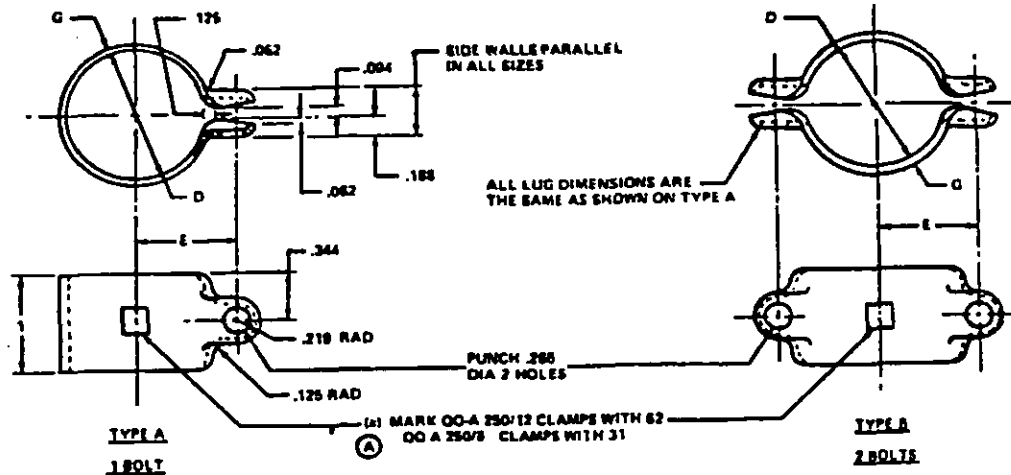 G
.125
.062
SIDE WALLS PARALLEL
IN ALL SIZES
.094
.062
.188
D
D
ALL LUG DIMENSIONS ARE
THE SAME AS SHOWN ON TYPE A
G
E
.344
E
.219 RAD
PUNCH .265
DIA 2 HOLES
.125 RAD
(a) MARK QQ-A 250/12 CLAMPS WITH 62
QQ A 250/8 CLAMPS WITH 31
A
TYPE A
1 BOLT
TYPE B
2 BOLTS